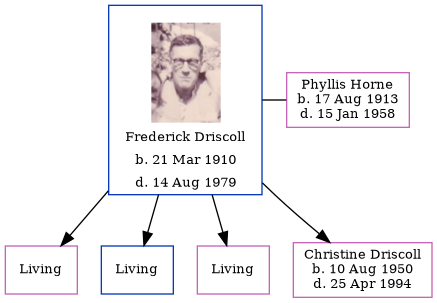 Frederick Driscoll
b. 21 Mar 1910
d. 14 Aug 1979
Phyllis Horne
b. 17 Aug 1913
d. 15 Jan 1958
Living
Living
Living
Christine Driscoll
b. 10 Aug 1950
d. 25 Apr 1994